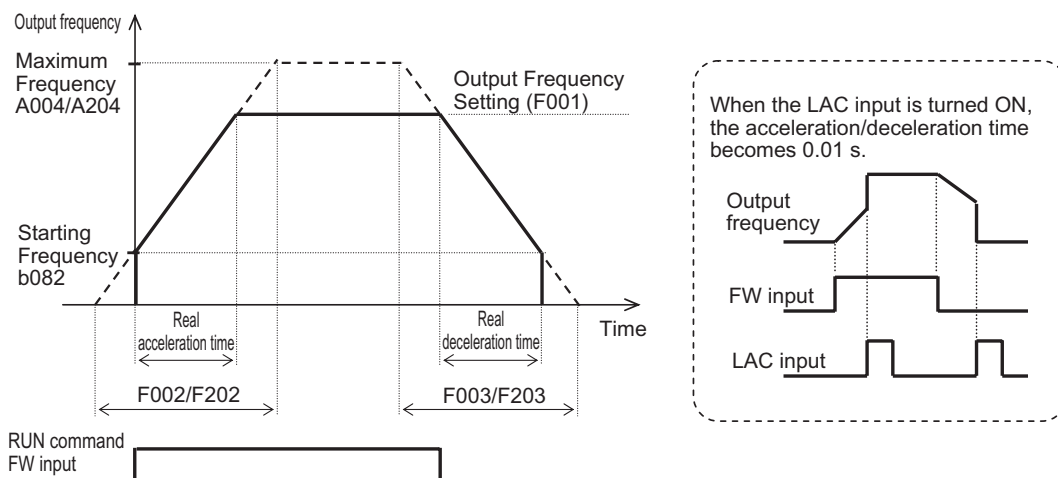 Output frequency
Maximum
Frequency
A004/A204
Output Frequency
Setting (F001)
Starting
Frequency
b082
Time
Real
acceleration time
Real
deceleration time
F002/F202
F003/F203
RUN command
FW input
When the LAC input is turned ON,
the acceleration/deceleration time
becomes 0.01 s.
Output
frequency
FW input
LAC input